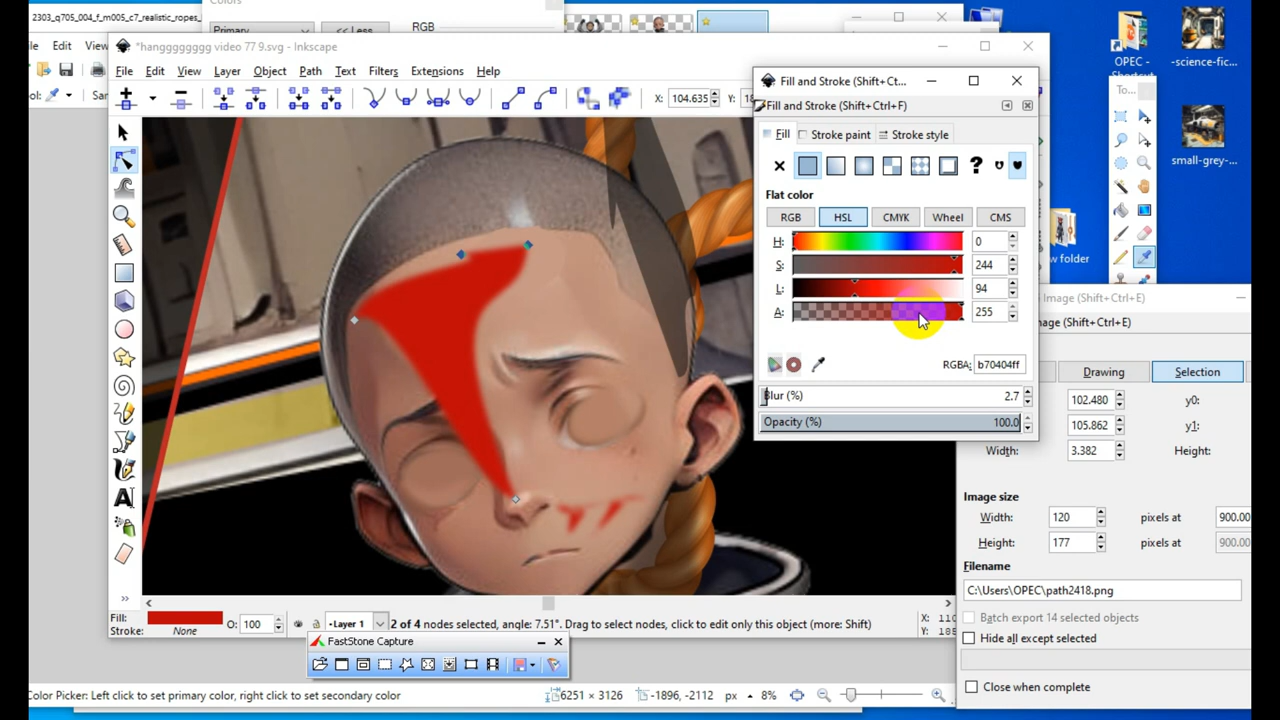 2303_q705_004_f_m005_c7_realistic_ropes_
Colors
Primary
<< Less
RGB
Edit
View
*hangggggggg video 77 9.svg - Inkscape
File Edit View Layer Object Path Text Filters Extensions Help
X: 104.635 Y:
Fill and Stroke (Shift+Ct...
Fill and Stroke (Shift+Ctrl+F)
Fill Stroke paint Stroke style
Flat color
RGB HSL CMYK Wheel CMS
H: 0
S: 244
L: 94
A: 255
RGBA: b70404ff
Blur (%) 2.7
Opacity (%) 100.0
OPEC -
Shortcut
-science-fic...
To...
small-grey-...
w folder
Image (Shift+Ctrl+E)
mage (Shift+Ctrl+E)
Drawing Selection
102.480 y0:
105.862 y1:
Width: 3.382 Height:
Image size
Width: 120 pixels at 900.00
Height: 177 pixels at 900.00
Filename
C:\Users\OPEC\path2418.png
Batch export 14 selected objects
Hide all except selected
Close when complete
Fill:
Stroke: None
O: 100
Layer 1
2 of 4 nodes selected, angle: 7.51°. Drag to select nodes, click to edit only this object (more: Shift)
X:
Y:
FastStone Capture
Color Picker: Left click to set primary color, right click to set secondary color
6251 × 3126
-1896, -2112
px
8%